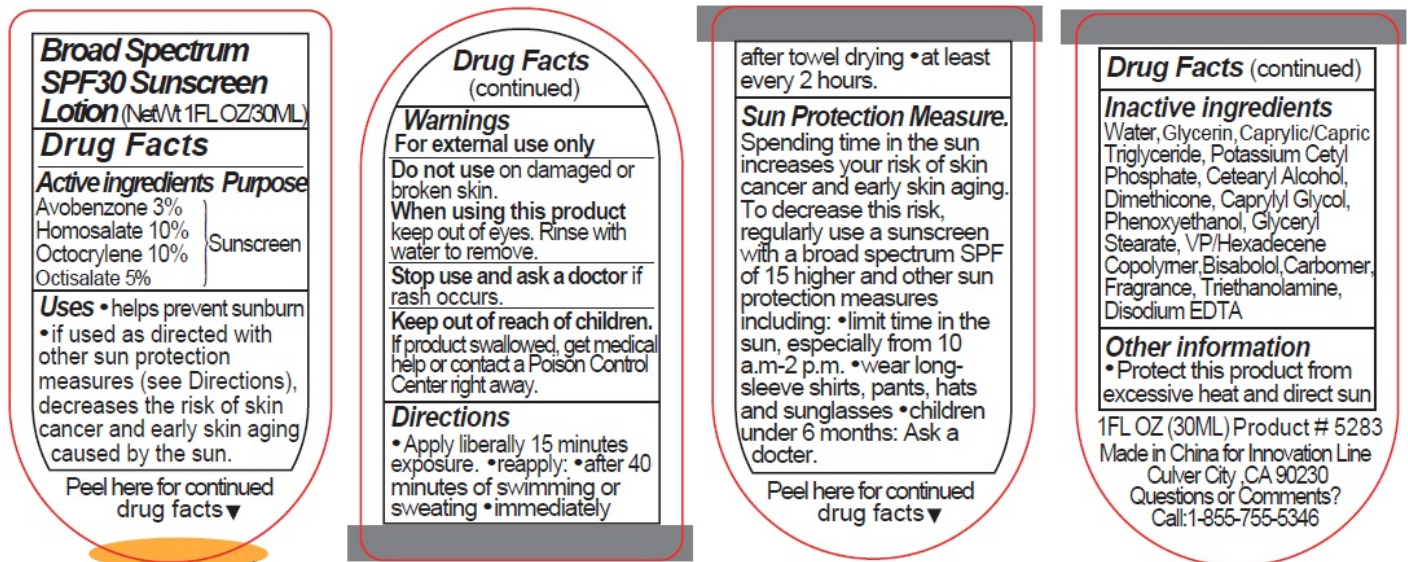 Broad Spectrum
SPF30 Sunscreen
Lotion (NetWt 1FL OZ/30ML)
Drug Facts
Active ingredients Purpose
Avobenzone 3%
Homosalate 10%
Octocrylene 10%
Octisalate 5%
Sunscreen
Uses • helps prevent sunburn
• if used as directed with
other sun protection
measures (see Directions),
decreases the risk of skin
cancer and early skin aging
caused by the sun.
Peel here for continued
drug facts▼
Drug Facts
(continued)
Warnings
For external use only
Do not use on damaged or
broken skin.
When using this product
keep out of eyes. Rinse with
water to remove.
Stop use and ask a doctor if
rash occurs.
Keep out of reach of children.
If product swallowed, get medical
help or contact a Poison Control
Center right away.
Directions
• Apply liberally 15 minutes
exposure. • reapply: • after 40
minutes of swimming or
sweating • immediately
after towel drying • at least
every 2 hours.
Sun Protection Measure.
Spending time in the sun
increases your risk of skin
cancer and early skin aging.
To decrease this risk,
regularly use a sunscreen
with a broad spectrum SPF
of 15 higher and other sun
protection measures
including: • limit time in the
sun, especially from 10
a.m-2 p.m. • wear long-
sleeve shirts, pants, hats
and sunglasses • children
under 6 months: Ask a
docter.
Peel here for continued
drug facts▼
Drug Facts (continued)
Inactive ingredients
Water, Glycerin, Caprylic/Capric
Triglyceride, Potassium Cetyl
Phosphate, Cetearyl Alcohol,
Dimethicone, Caprylyl Glycol,
Phenoxyethanol, Glyceryl
Stearate, VP/Hexadecene
Copolymer,Bisabolol,Carbomer,
Fragrance, Triethanolamine,
Disodium EDTA
Other information
• Protect this product from
excessive heat and direct sun
1FL OZ (30ML) Product # 5283
Made in China for Innovation Line
Culver City ,CA 90230
Questions or Comments?
Call:1-855-755-5346